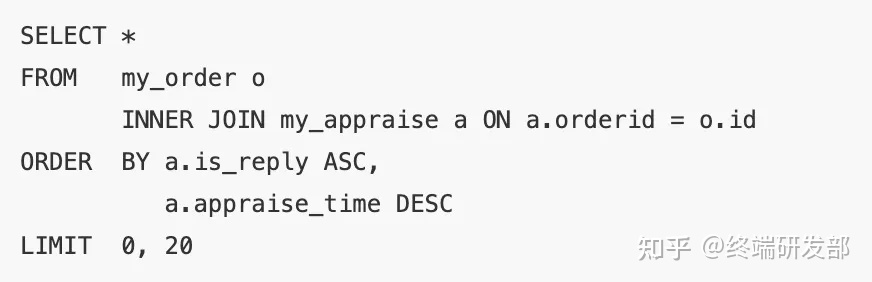 SELECT *
FROM   my_order o
       INNER JOIN my_appraise a ON a.orderid = o.id
ORDER  BY a.is_reply ASC,
          a.appraise_time DESC
LIMIT  0, 20
知乎 @终端研发部